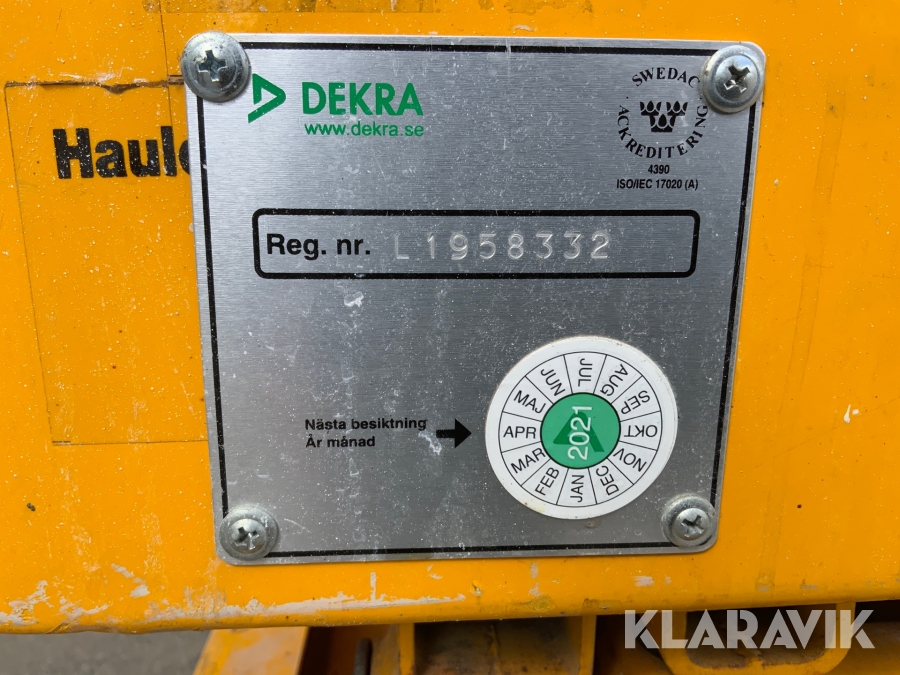 DEKRA
www.dekra.se
SWEDAC
ACKREDITERING
4390
ISO/IEC 17020 (A)
Reg. nr. L1958332
Nästa besiktning
År månad
JAN FEB MAR APR MAJ JUN JUL AUG SEP OKT NOV DEC
2021
KLARAVIK